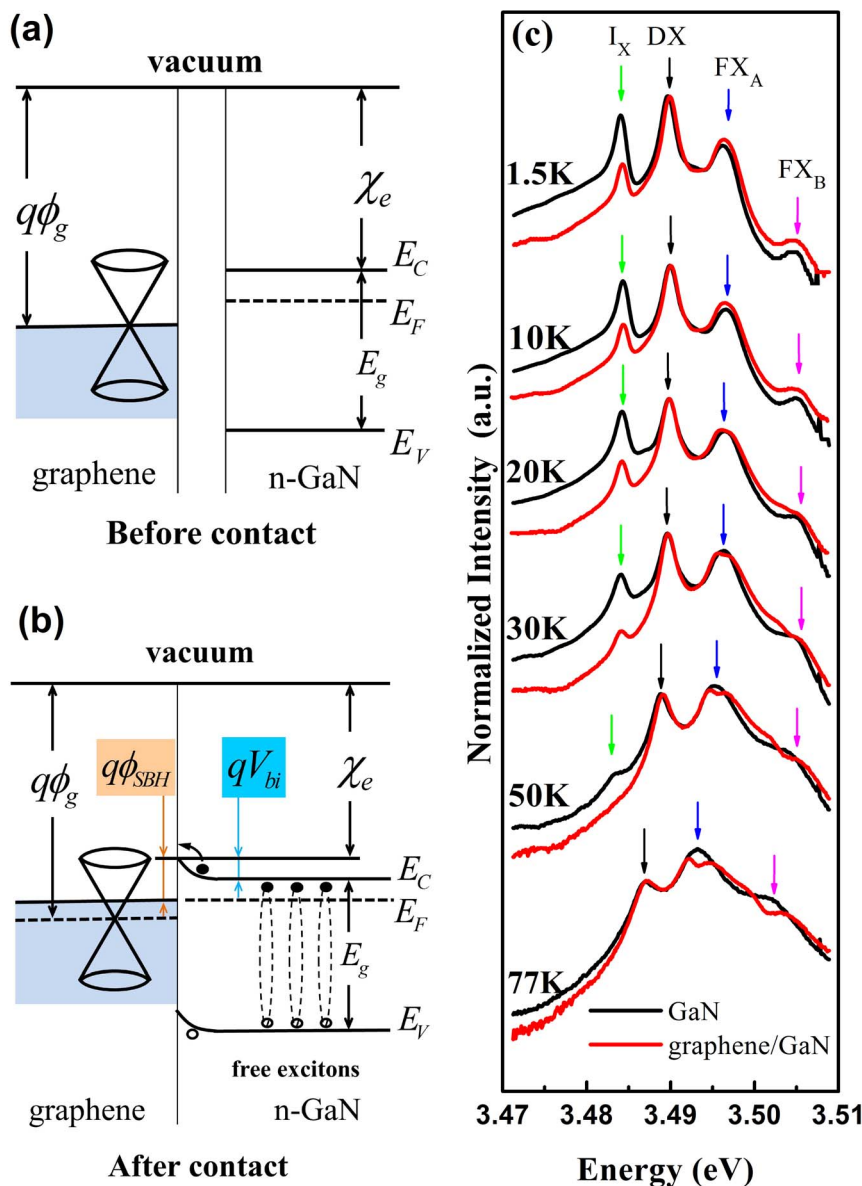 (a)
vacuum
qϕg
χe
EC
EF
Eg
EV
graphene
n-GaN
Before contact
(b)
vacuum
qϕg
qϕSBH
qVbi
χe
EC
EF
Eg
EV
free excitons
graphene
n-GaN
After contact
(c)
IX
DX
FXA
FXB
1.5K
10K
20K
30K
50K
77K
GaN
graphene/GaN
Normalized Intensity (a.u.)
3.47 3.48 3.49 3.50 3.51
Energy (eV)